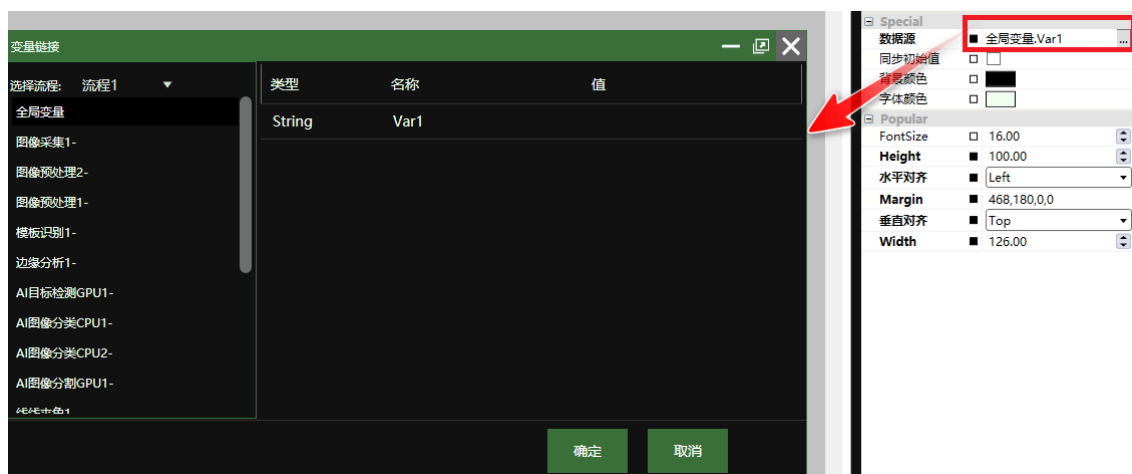 变量链接
选择流程: 流程1
全局变量
图像采集1-
图像预处理2-
图像预处理1-
模板识别1-
边缘分析1-
AI目标检测GPU1-
AI图像分类CPU1-
AI图像分类CPU2-
AI图像分割GPU1-
类型 名称 值
String Var1
确定 取消
Special
数据源 全局变量.Var1 ...
同步初始值
背景颜色
字体颜色
Popular
FontSize 16.00
Height 100.00
水平对齐 Left
Margin 468,180,0,0
垂直对齐 Top
Width 126.00